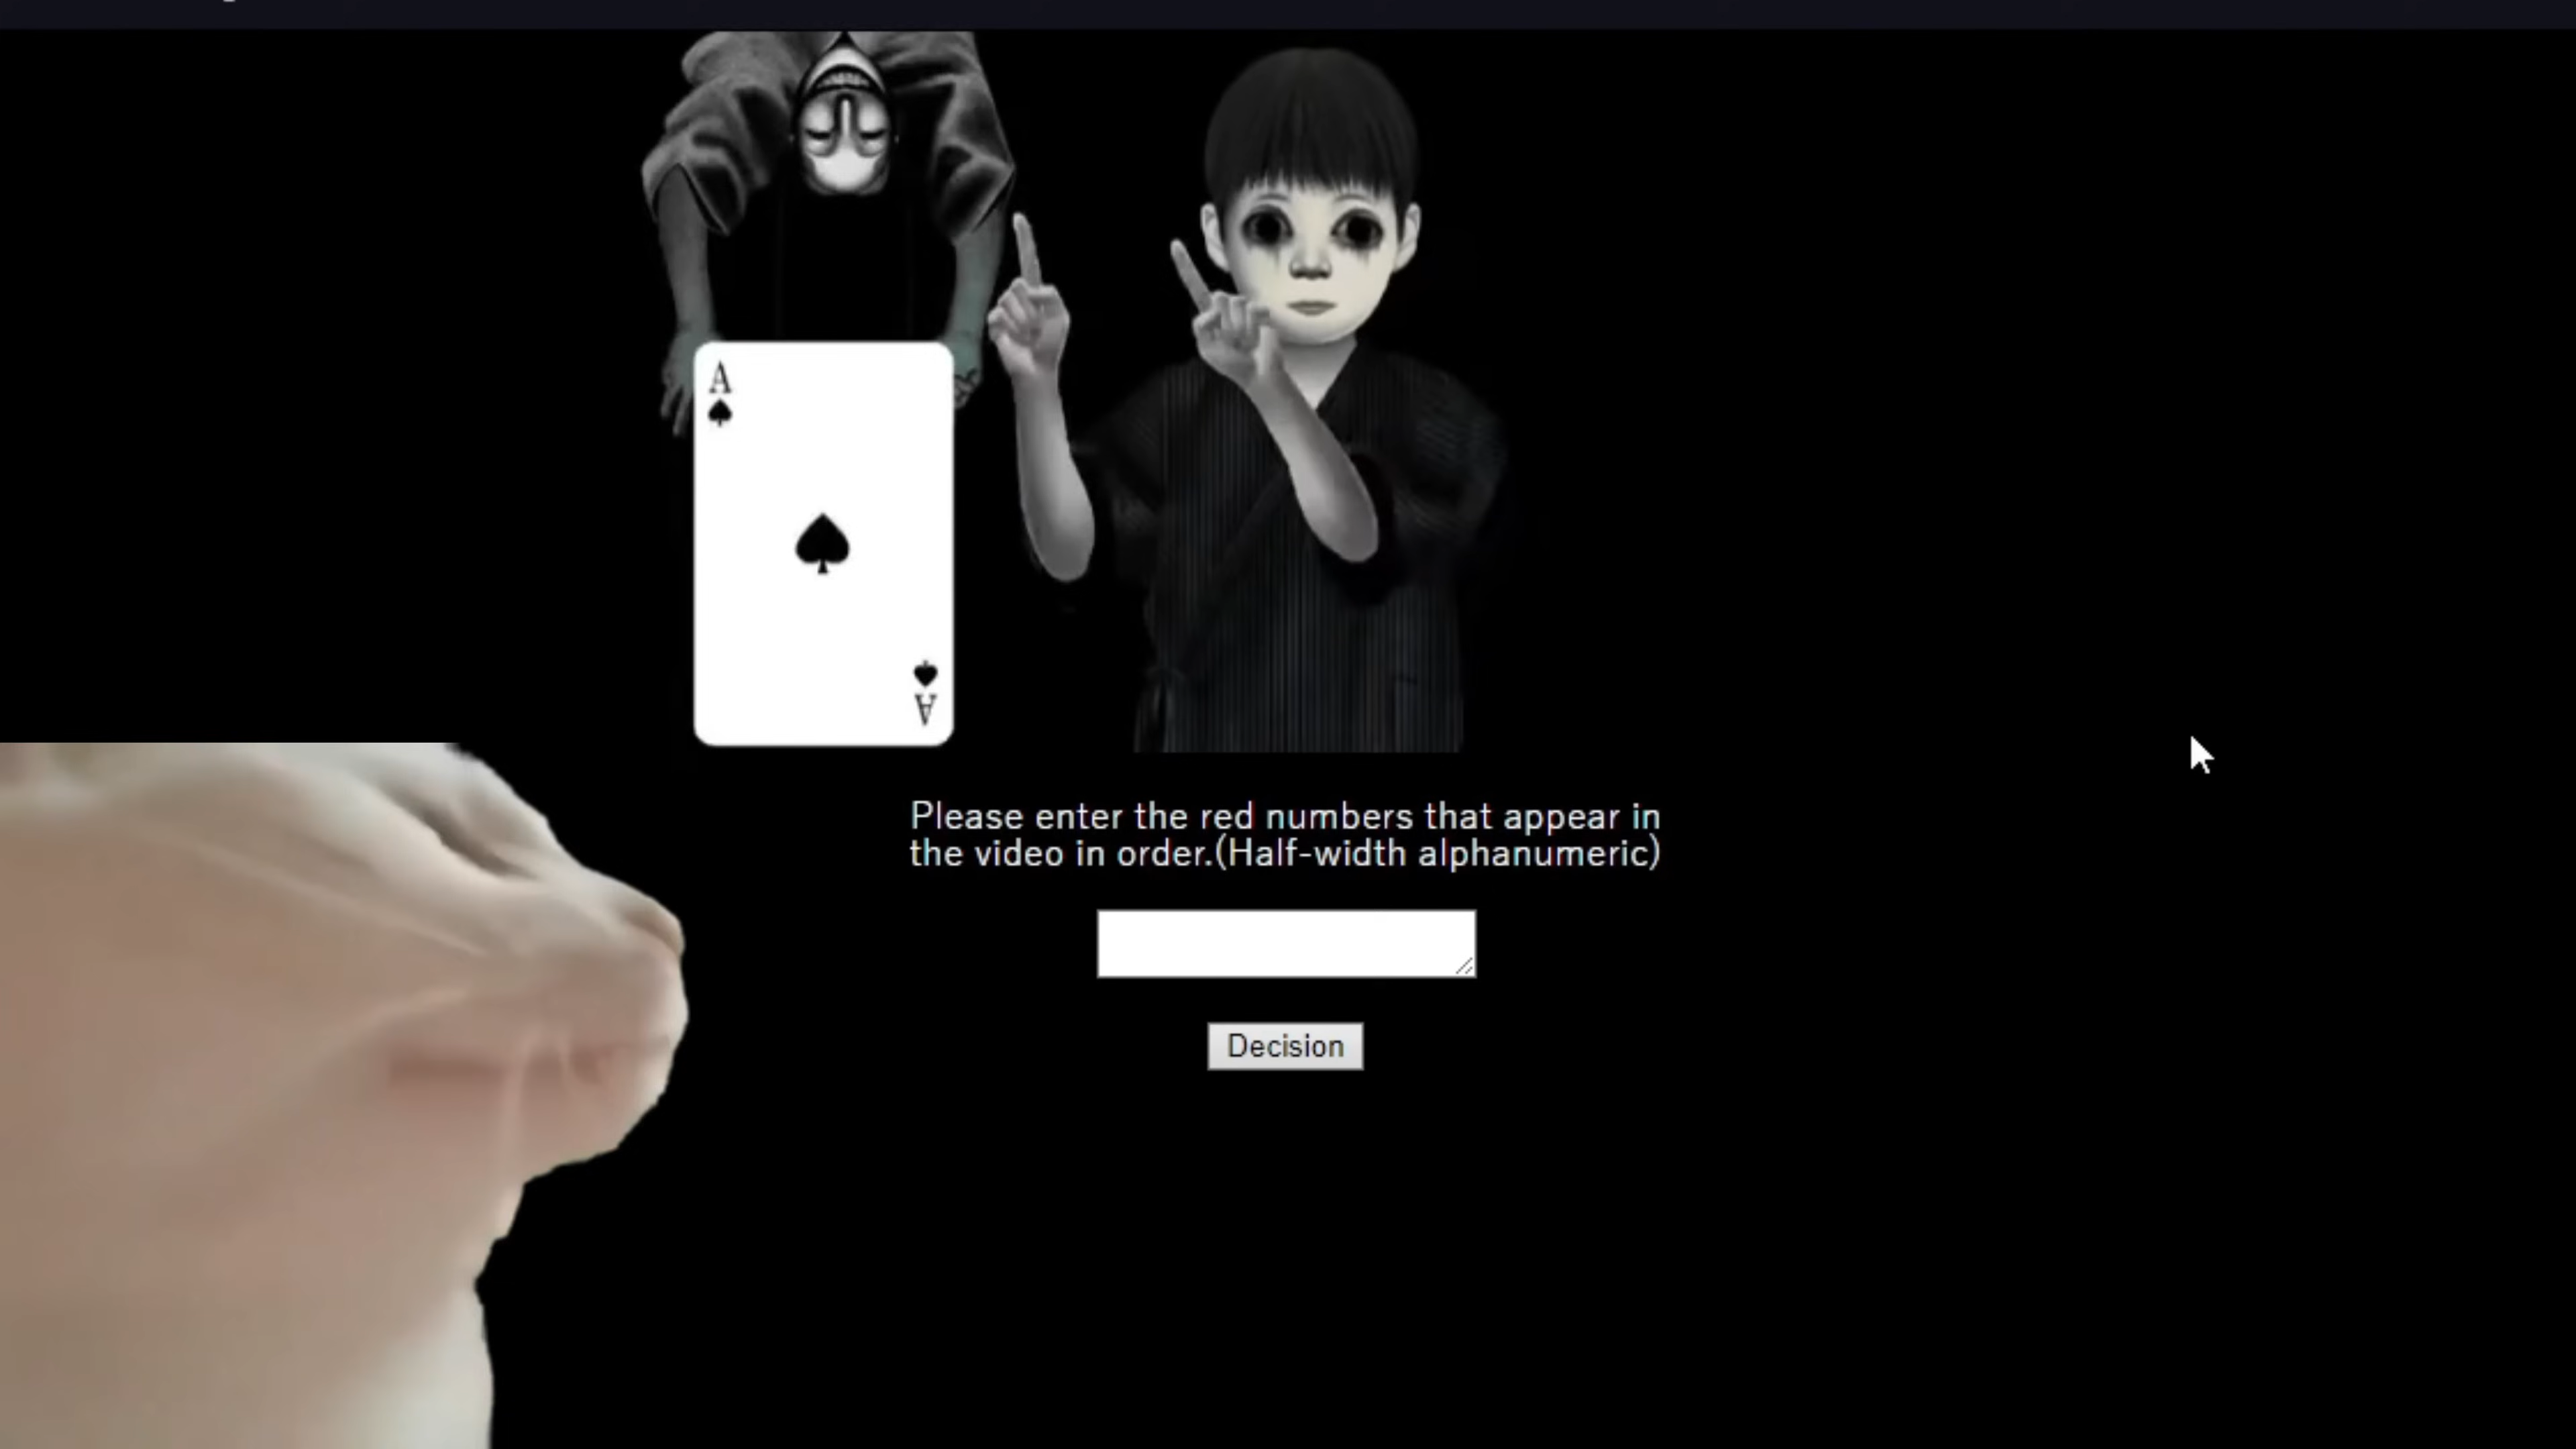 A
A
Please enter the red numbers that appear in
the video in order.(Half-width alphanumeric)
Decision